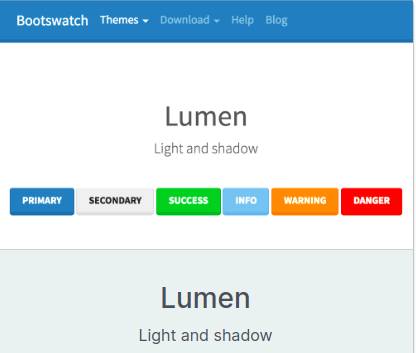 Bootswatch Themes Download Help Blog
Lumen
Light and shadow
PRIMARY SECONDARY SUCCESS INFO WARNING DANGER
Lumen
Light and shadow